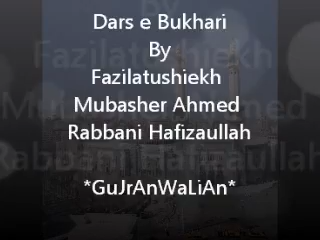 Dars e Bukhari
By
Fazilatushiekh
Mubasher Ahmed
Rabbani Hafizaullah
*GuJrAnWaLiAn*